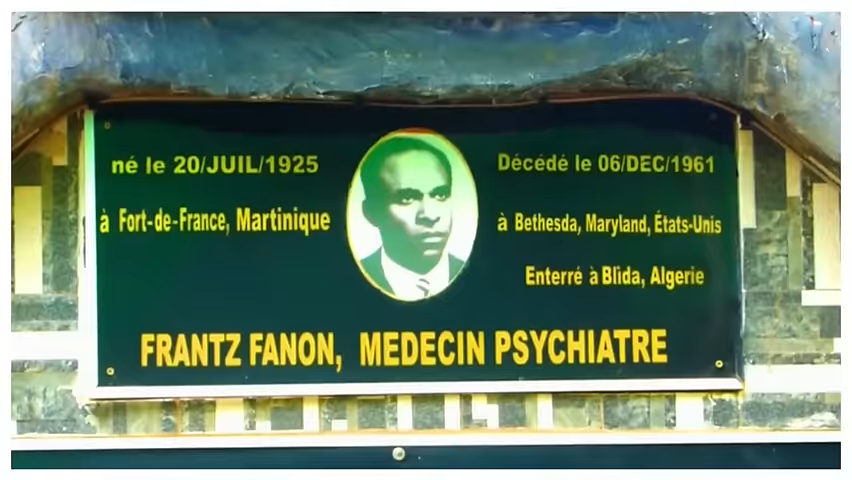 né le 20/JUIL/1925
à Fort-de-France, Martinique
Décédé le 06/DEC/1961
à Bethesda, Maryland, États-Unis
Enterré à Blida, Algerie
FRANTZ FANON, MEDECIN PSYCHIATRE